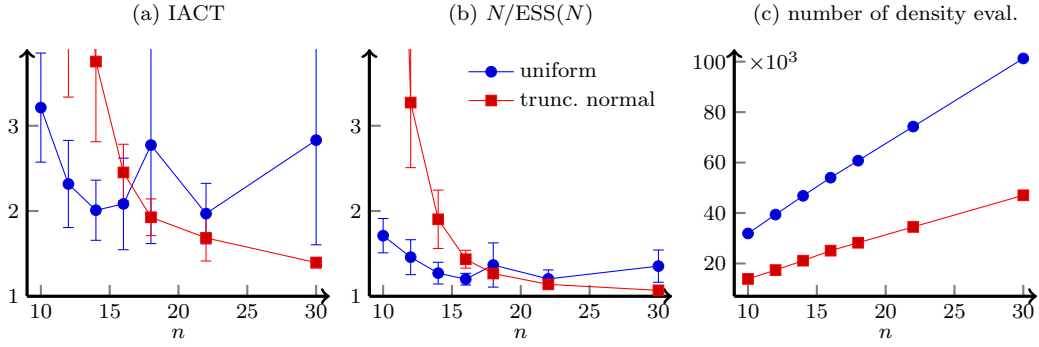 (a) IACT
3
2
1
10 15 20 25 30
n
(b) N/ESS(N)
uniform
trunc. normal
3
2
1
10 15 20 25 30
n
(c) number of density eval.
×10³
100
80
60
40
20
10 15 20 25 30
n